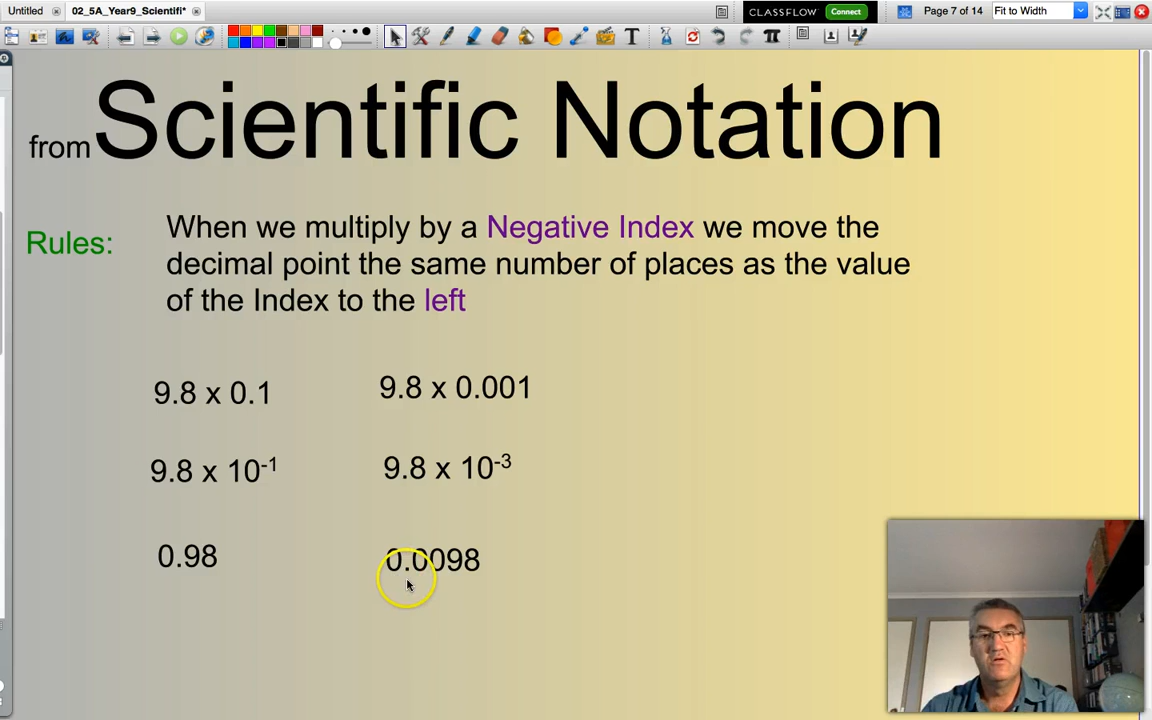 Untitled
02_5A_Year9_Scientifi*
CLASSFLOW Connect
Page 7 of 14
Fit to Width
from Scientific Notation
Rules:
When we multiply by a Negative Index we move the
decimal point the same number of places as the value
of the Index to the left
9.8 x 0.1
9.8 x 0.001
9.8 x 10⁻¹
9.8 x 10⁻³
0.98
0.0098